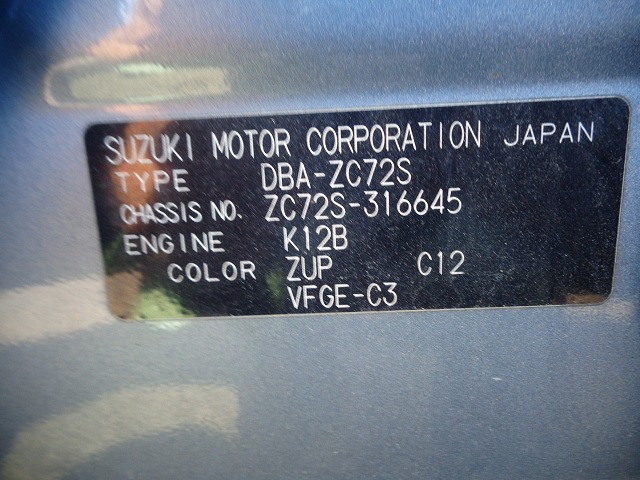 SUZUKI MOTOR CORPORATION JAPAN
TYPE DBA-ZC72S
CHASSIS NO. ZC72S-316645
ENGINE K12B
COLOR ZUP C12
VFGE-C3